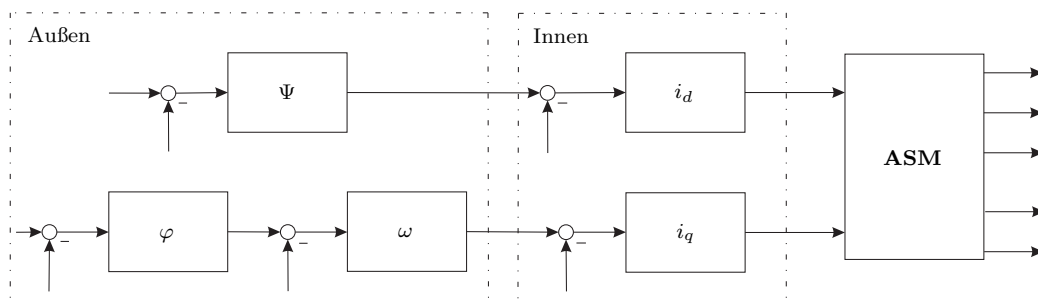 Außen
Innen
Ψ
i_d
ASM
φ
ω
i_q